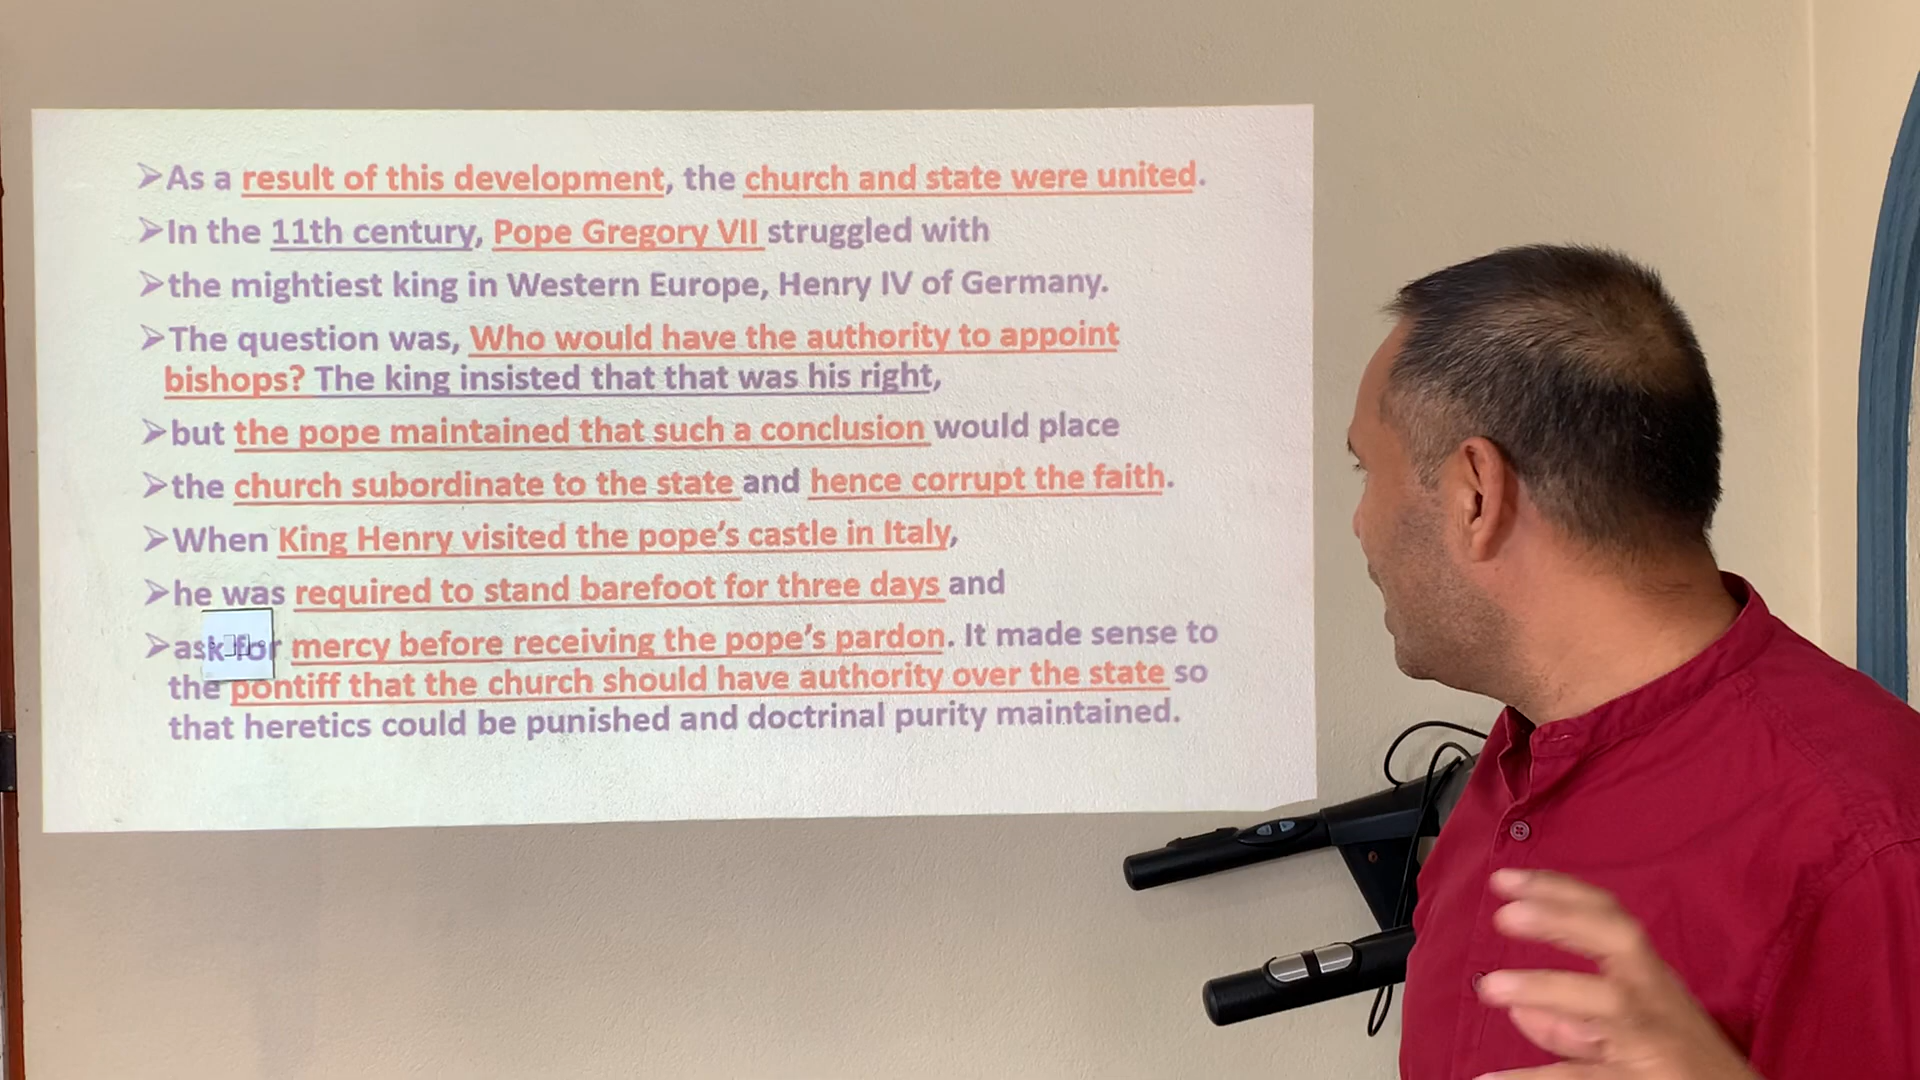 ➢As a result of this development, the church and state were united.
➢In the 11th century, Pope Gregory VII struggled with
➢the mightiest king in Western Europe, Henry IV of Germany.
➢The question was, Who would have the authority to appoint
bishops? The king insisted that that was his right,
➢but the pope maintained that such a conclusion would place
➢the church subordinate to the state and hence corrupt the faith.
➢When King Henry visited the pope's castle in Italy,
➢he was required to stand barefoot for three days and
➢ask for mercy before receiving the pope's pardon. It made sense to
the pontiff that the church should have authority over the state so
that heretics could be punished and doctrinal purity maintained.